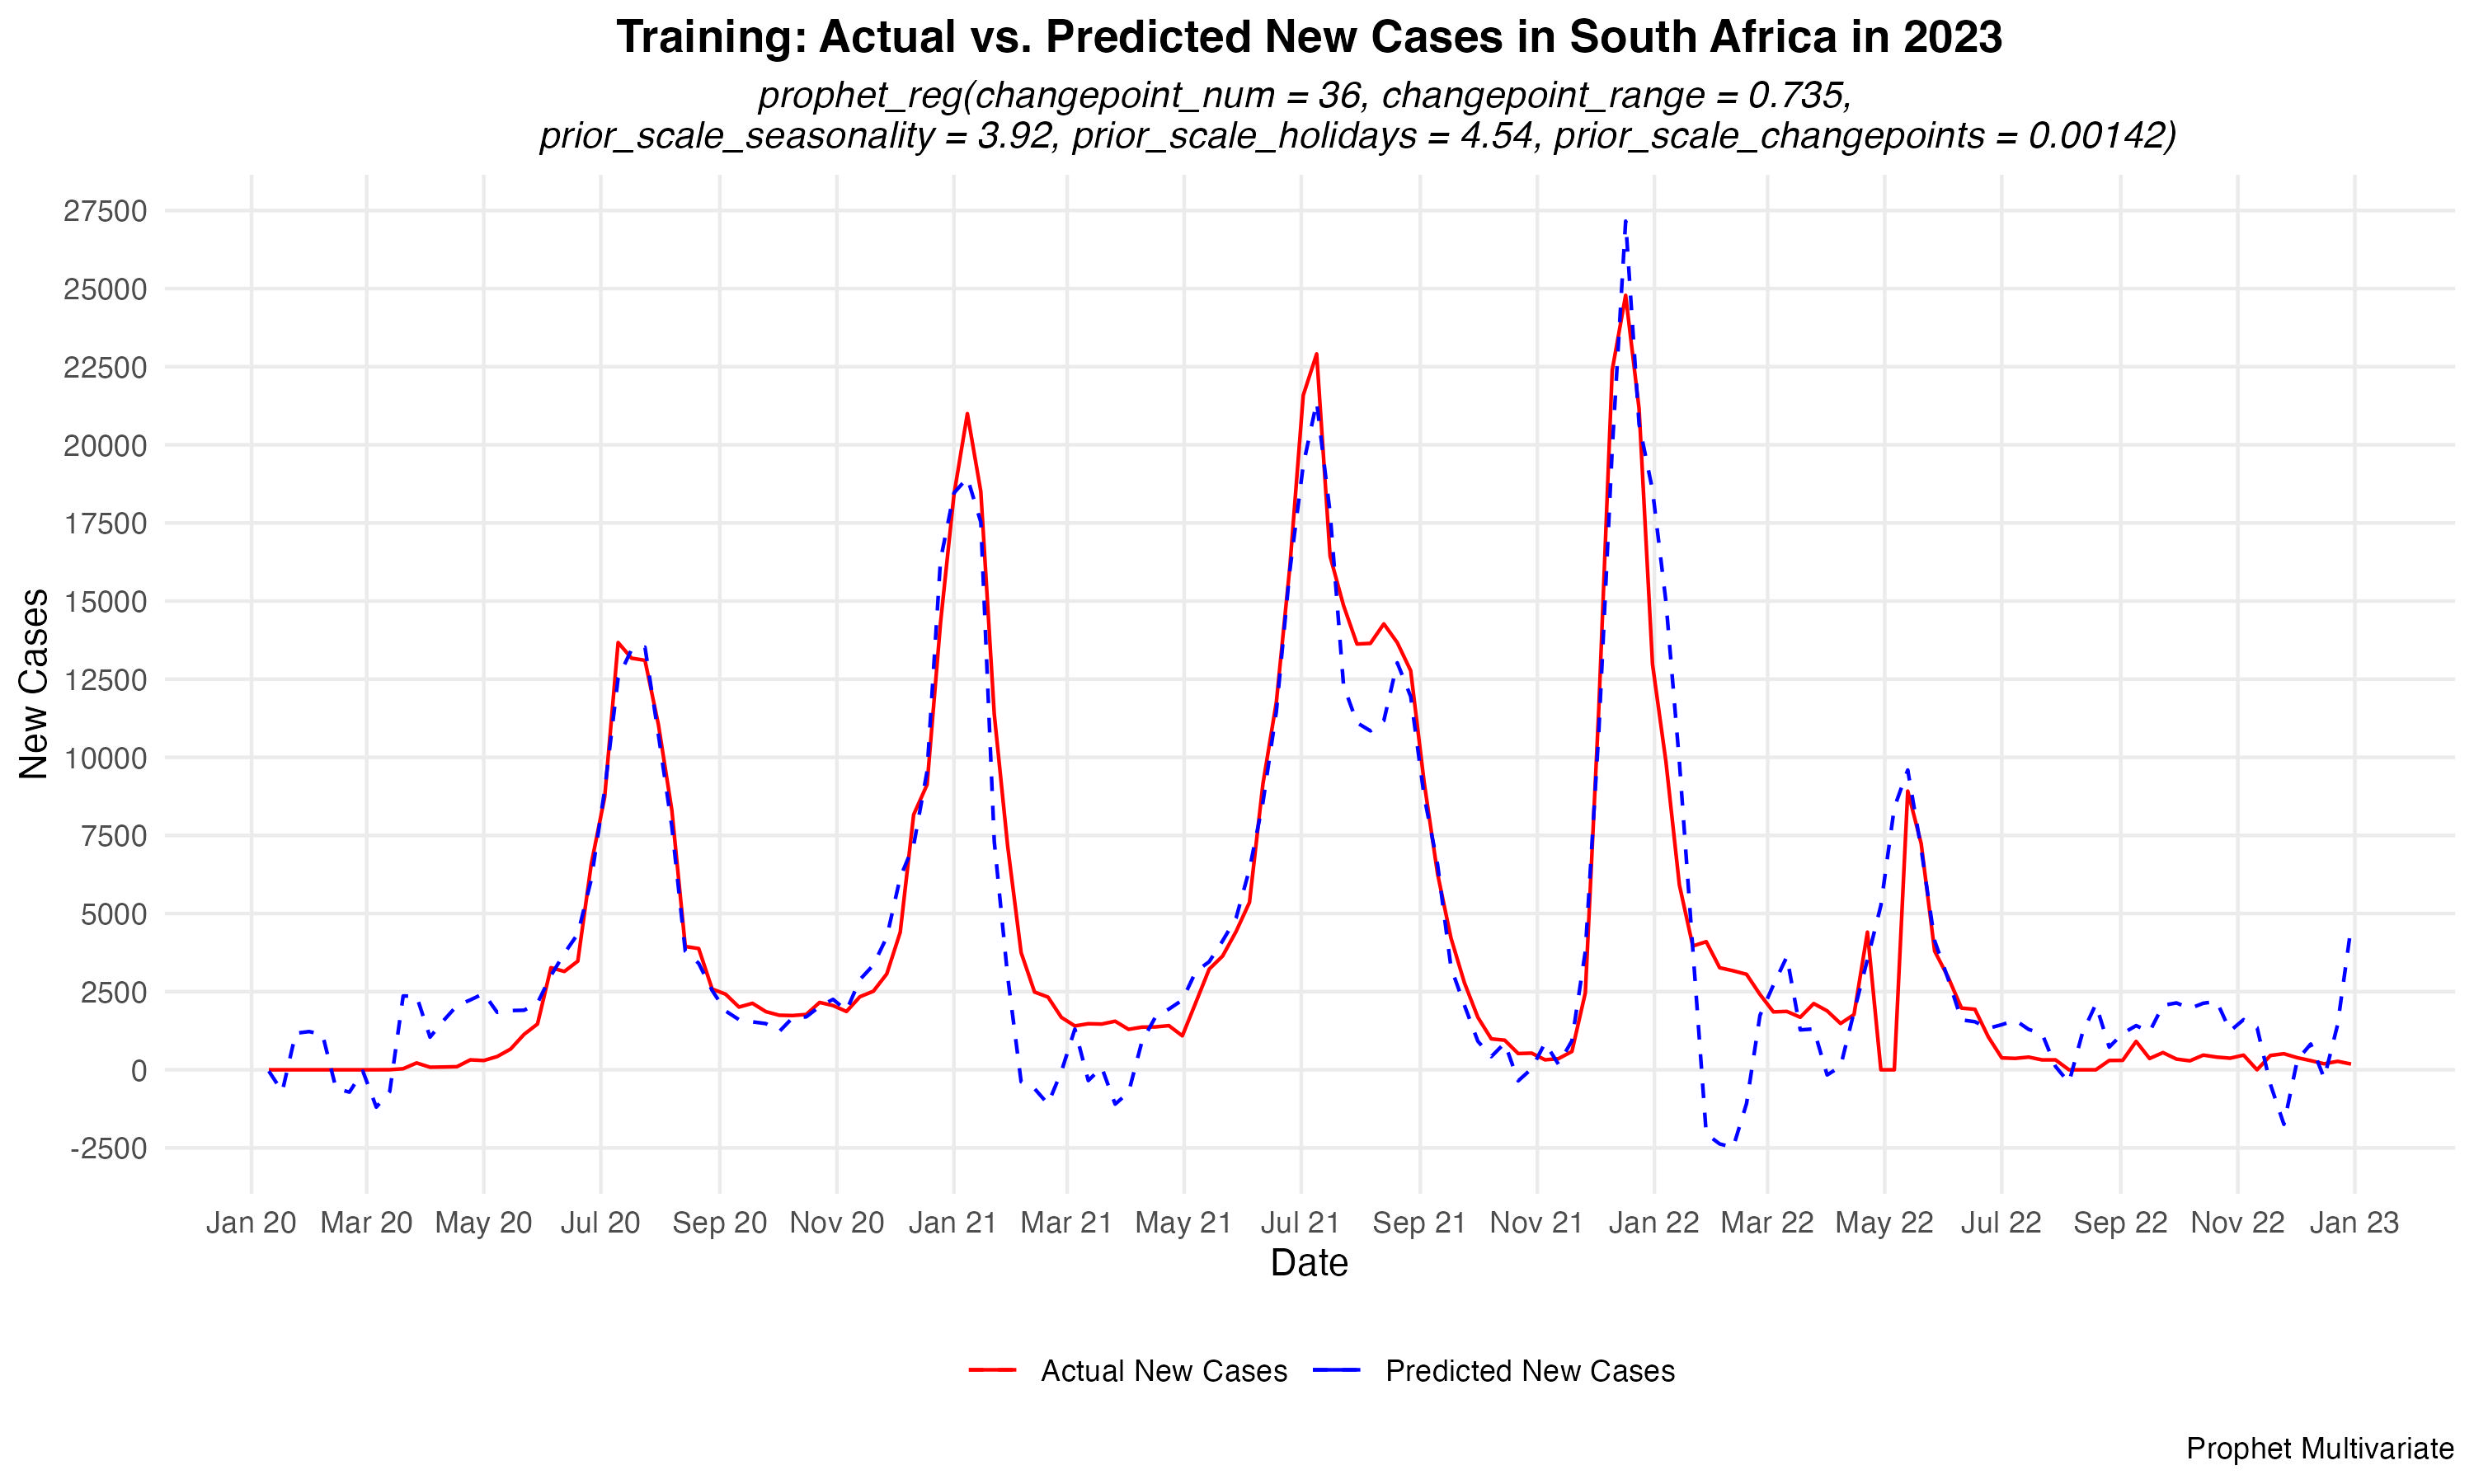 Training: Actual vs. Predicted New Cases in South Africa in 2023
prophet_reg(changepoint_num = 36, changepoint_range = 0.735,
prior_scale_seasonality = 3.92, prior_scale_holidays = 4.54, prior_scale_changepoints = 0.00142)
New Cases
27500
25000
22500
20000
17500
15000
12500
10000
7500
5000
2500
0
-2500
Jan 20 Mar 20 May 20 Jul 20 Sep 20 Nov 20 Jan 21 Mar 21 May 21 Jul 21 Sep 21 Nov 21 Jan 22 Mar 22 May 22 Jul 22 Sep 22 Nov 22 Jan 23
Date
Actual New Cases Predicted New Cases
Prophet Multivariate